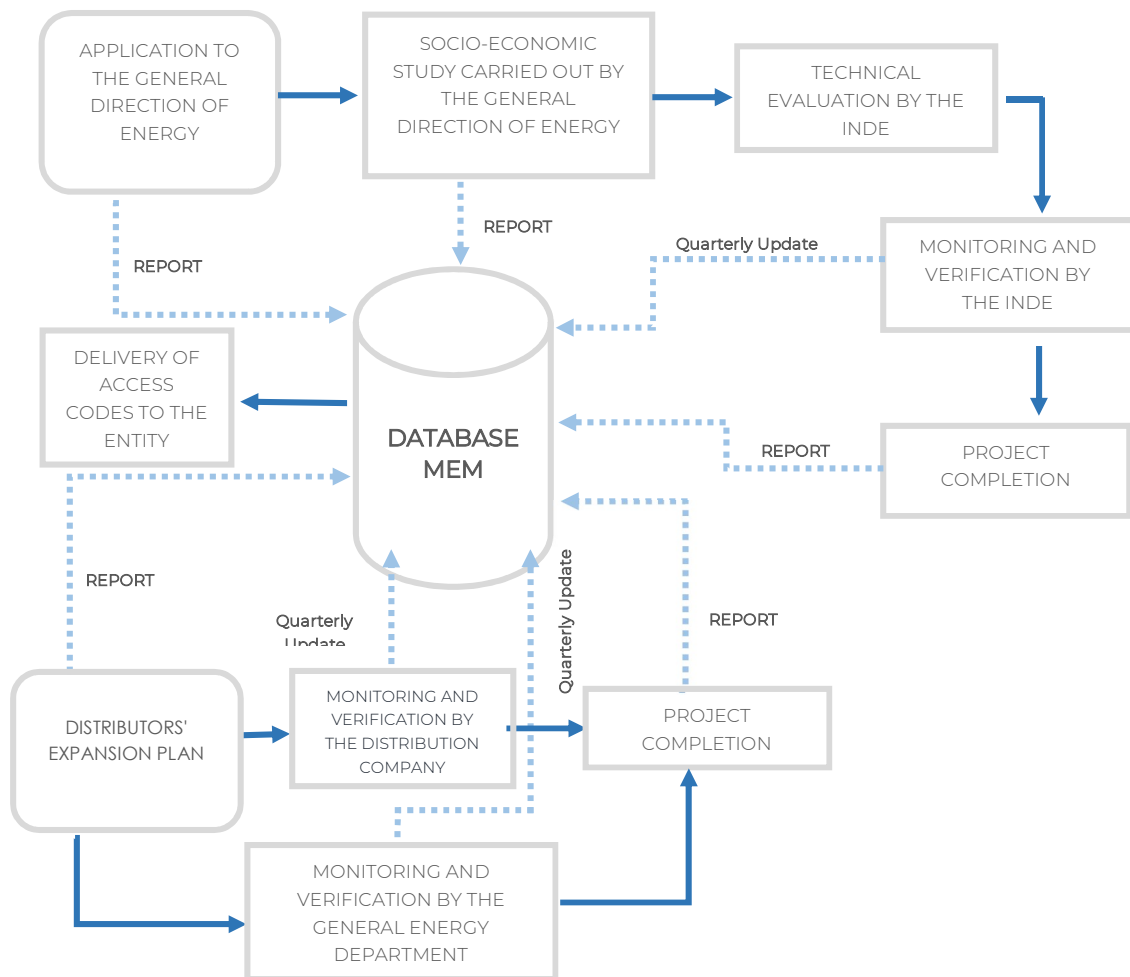 APPLICATION TO
THE GENERAL
DIRECTION OF
ENERGY
SOCIO-ECONOMIC
STUDY CARRIED OUT BY
THE GENERAL
DIRECTION OF ENERGY
TECHNICAL
EVALUATION BY THE
INDE
REPORT
REPORT
Quarterly Update
MONITORING AND
VERIFICATION BY
THE INDE
DELIVERY OF
ACCESS
CODES TO THE
ENTITY
DATABASE
MEM
REPORT
PROJECT
COMPLETION
REPORT
Quarterly
Update
Quarterly Update
REPORT
DISTRIBUTORS'
EXPANSION PLAN
MONITORING AND
VERIFICATION BY
THE DISTRIBUTION
COMPANY
PROJECT
COMPLETION
MONITORING AND
VERIFICATION BY THE
GENERAL ENERGY
DEPARTMENT